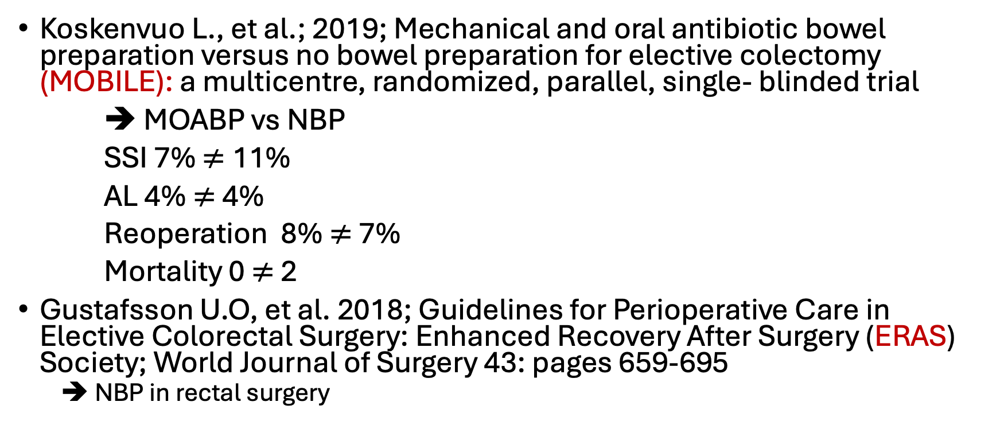 • Koskenvuo L., et al.; 2019; Mechanical and oral antibiotic bowel
preparation versus no bowel preparation for elective colectomy
(MOBILE): a multicentre, randomized, parallel, single- blinded trial
➔ MOABP vs NBP
SSI 7% ≠ 11%
AL 4% ≠ 4%
Reoperation  8% ≠ 7%
Mortality 0 ≠ 2
• Gustafsson U.O, et al. 2018; Guidelines for Perioperative Care in
Elective Colorectal Surgery: Enhanced Recovery After Surgery (ERAS)
Society; World Journal of Surgery 43: pages 659-695
➔ NBP in rectal surgery